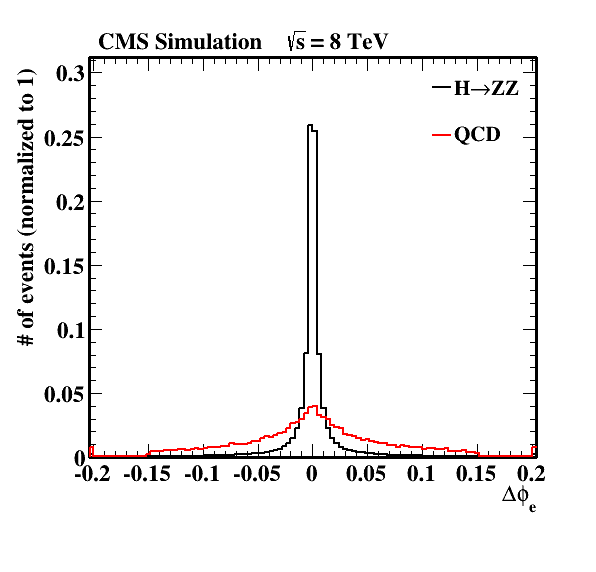 CMS Simulation √s = 8 TeV
# of events (normalized to 1)
0.3
0.25
0.2
0.15
0.1
0.05
0
H→ZZ
QCD
-0.2 -0.15 -0.1 -0.05 0 0.05 0.1 0.15 0.2
Δϕe